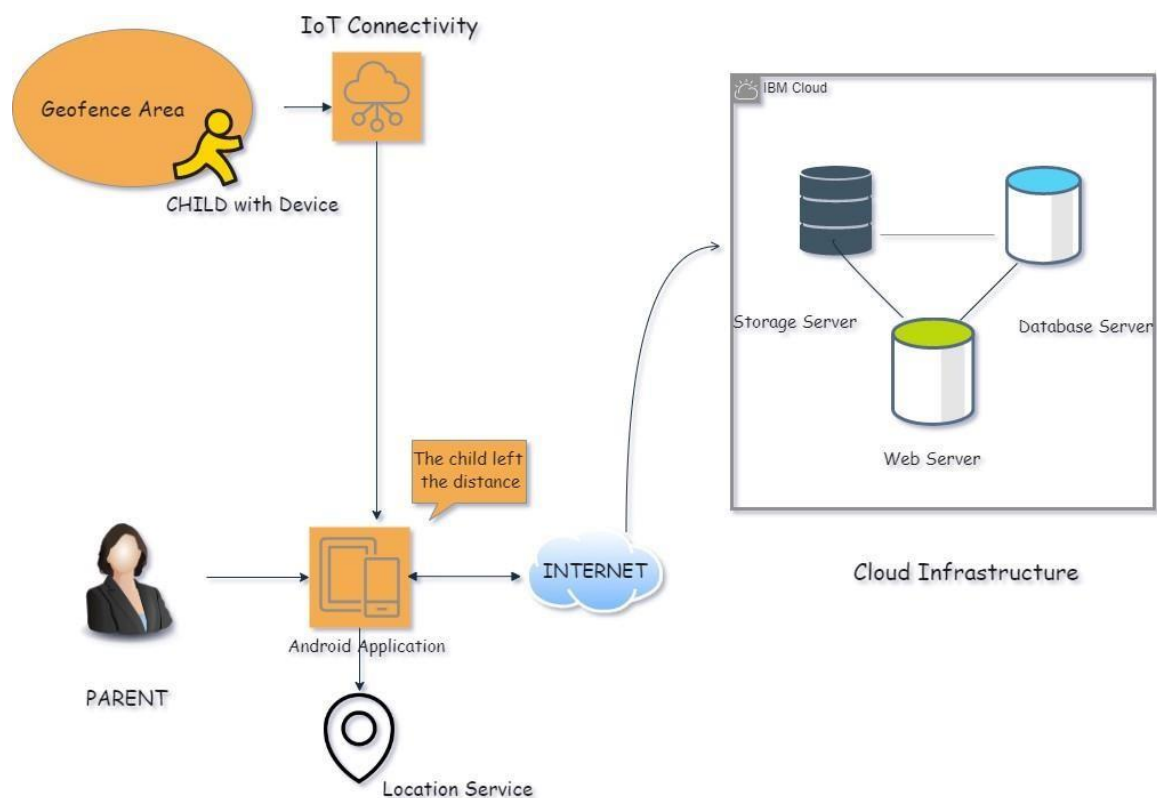 IoT Connectivity
Geofence Area
CHILD with Device
IBM Cloud
Storage Server
Database Server
Web Server
The child left
the distance
INTERNET
Cloud Infrastructure
Android Application
PARENT
Location Service